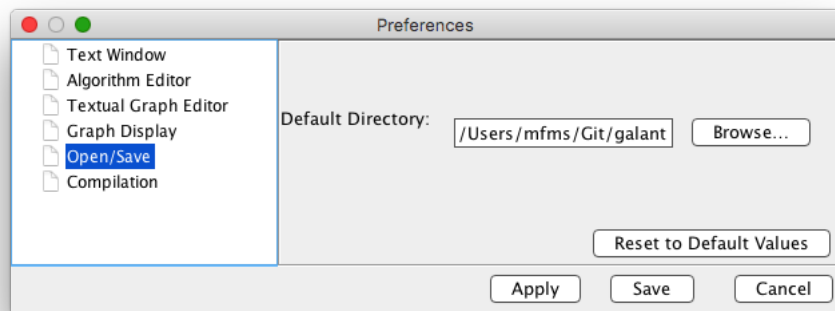 Preferences
Text Window
Algorithm Editor
Textual Graph Editor
Graph Display
Open/Save
Compilation
Default Directory:
/Users/mfms/Git/galant
Browse...
Reset to Default Values
Apply
Save
Cancel